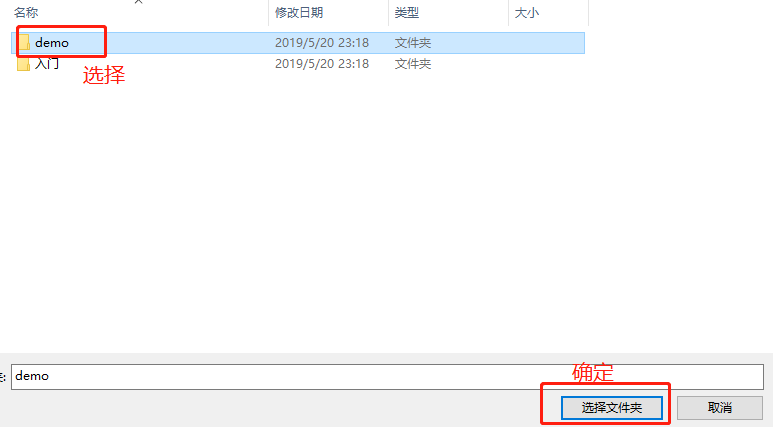 名称 修改日期 类型 大小
demo 2019/5/20 23:18 文件夹
入门 2019/5/20 23:18 文件夹
选择
demo
确定
选择文件夹 取消